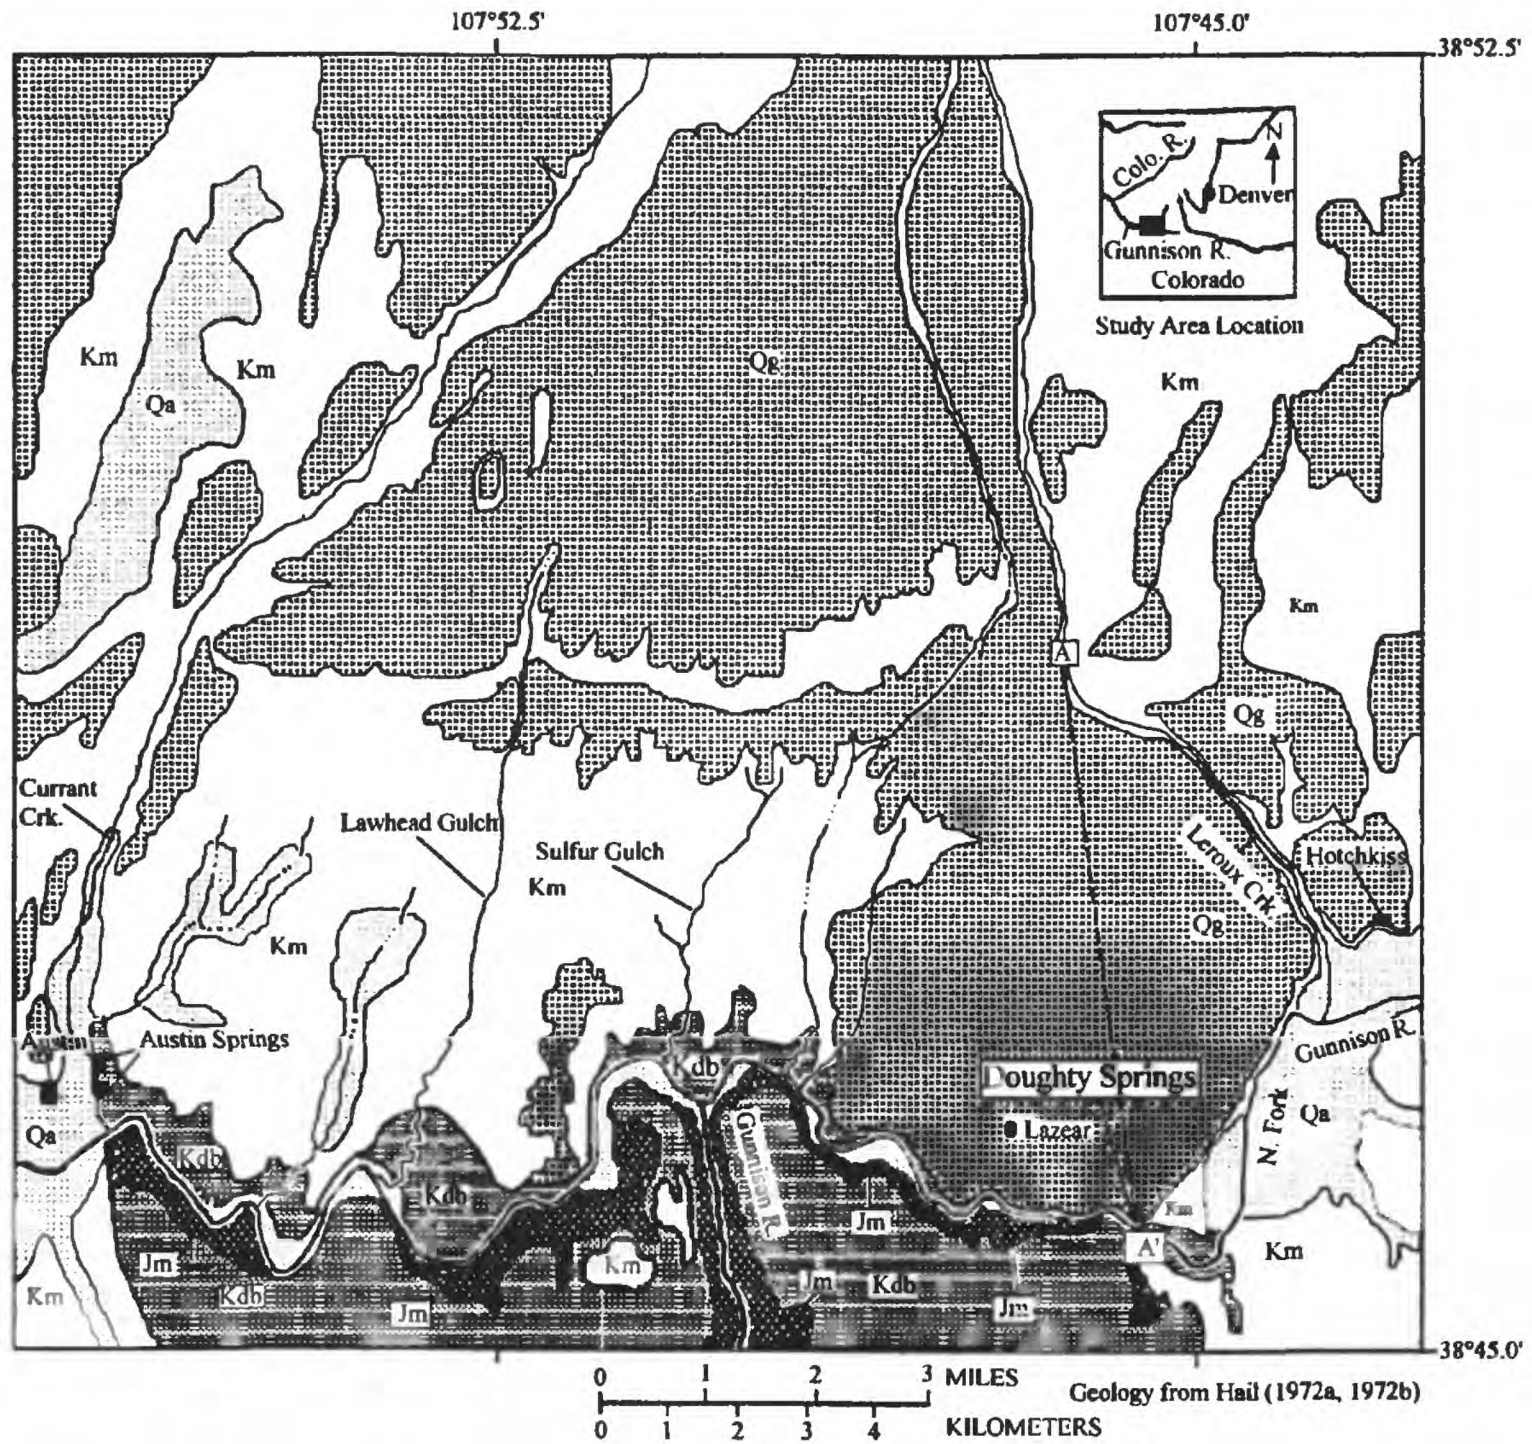 107°52.5'
107°45.0'
38°52.5'
N
Colo. R.
Denver
Gunnison R.
Colorado
Study Area Location
Km
Km
Qa
Qg
Km
Km
A
Qg
Currant
Crk.
Lawhead Gulch
Sulfur Gulch
Km
Leroux Crk.
Hotchkiss
Km
Qg
Austin
Austin Springs
Gunnison R.
Kdb
Doughty Springs
Qa
Lazear
N. Fork
Qa
Kdb
Kdb
Gunnison R.
Km
Jm
A'
Km
Jm
Km
Jm
Kdb
Km
Kdb
Jm
Jm
38°45.0'
0 1 2 3 MILES
0 1 2 3 4 KILOMETERS
Geology from Hail (1972a, 1972b)